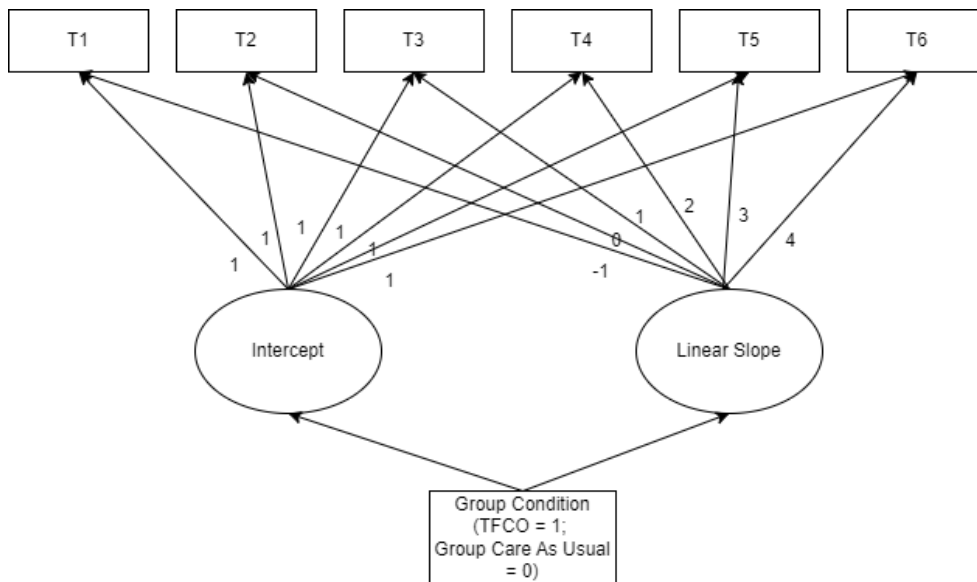 T1
T2
T3
T4
T5
T6
1
1
1
1
1
1
-1
0
1
2
3
4
Intercept
Linear Slope
Group Condition
(TFCO = 1;
Group Care As Usual
= 0)